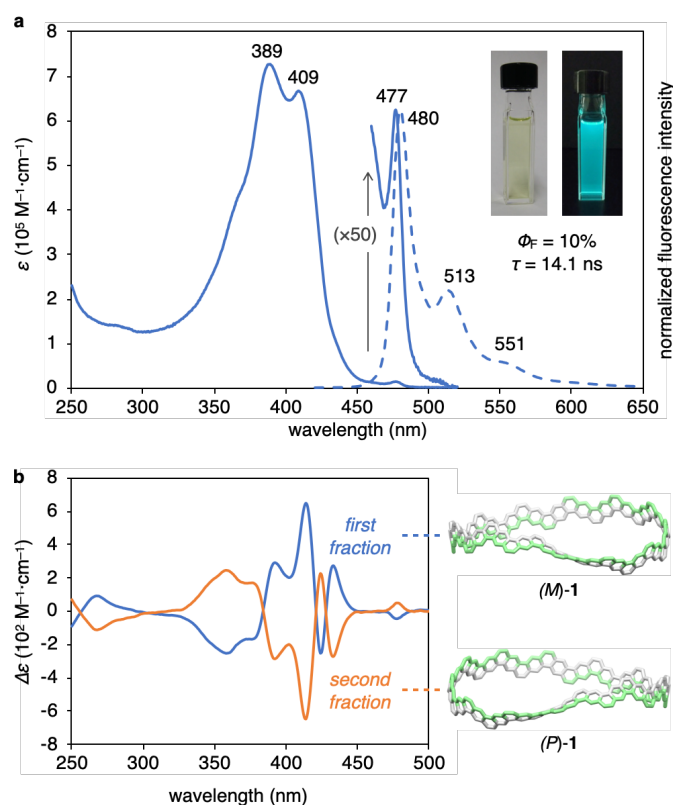 a
8
7
6
5
4
3
2
1
0
ε (10⁵ M⁻¹·cm⁻¹)
389
409
477
480
(×50)
513
551
ΦF = 10%
τ = 14.1 ns
normalized fluorescence intensity
250 300 350 400 450 500 550 600 650
wavelength (nm)
b
8
6
4
2
0
-2
-4
-6
-8
Δε (10² M⁻¹·cm⁻¹)
first
fraction
(M)-1
second
fraction
(P)-1
250 300 350 400 450 500
wavelength (nm)